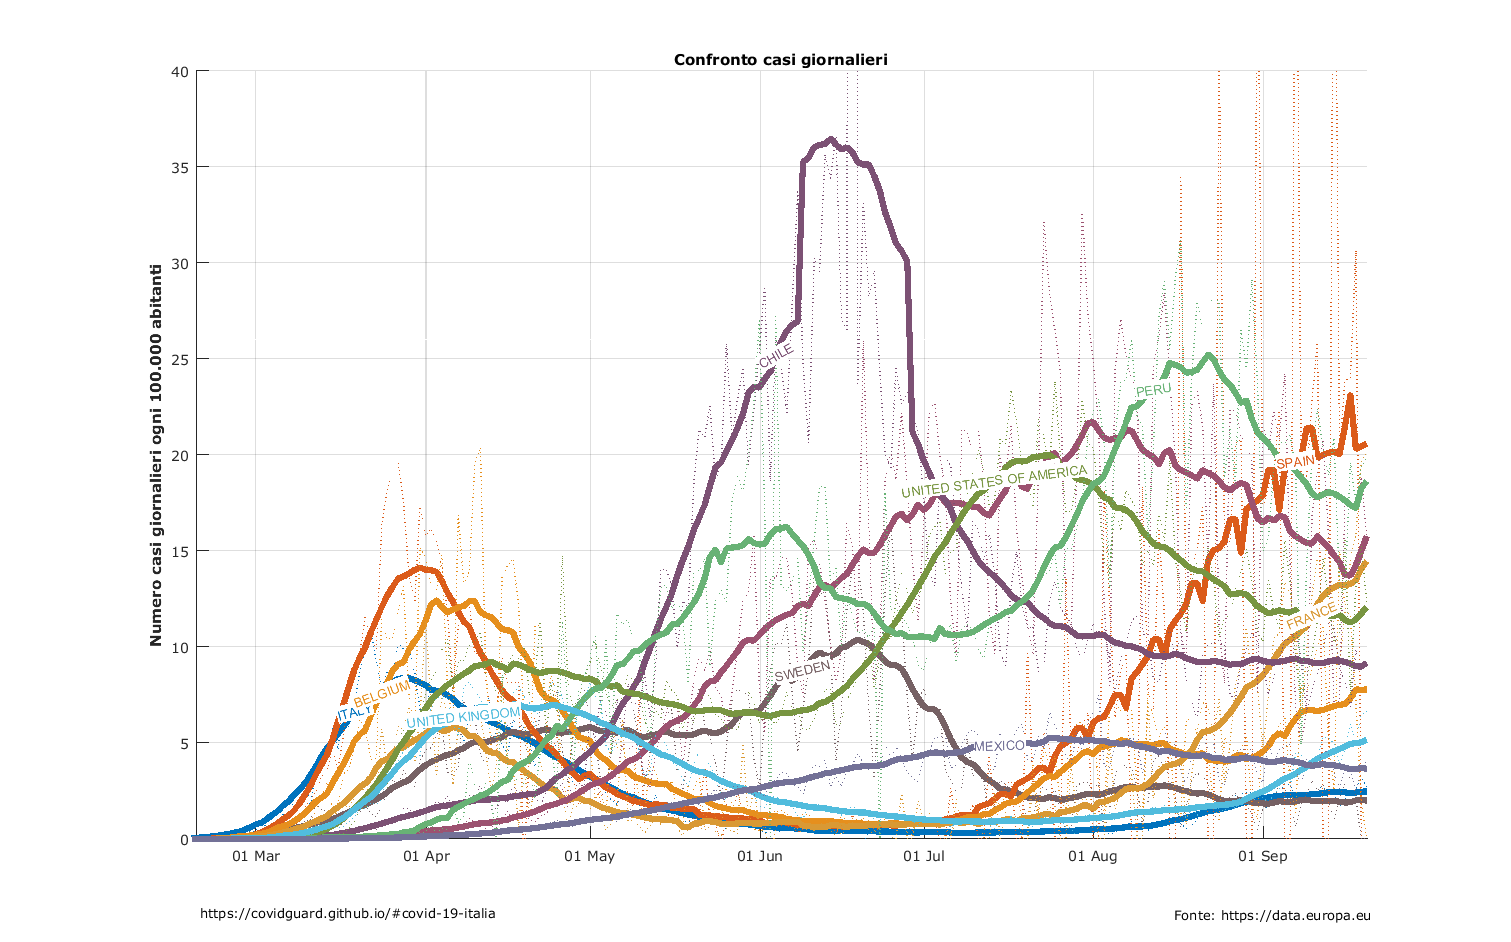 Confronto casi giornalieri
Numero casi giornalieri ogni 100.000 abitanti
40
35
30
25
20
15
10
5
0
CHILE
PERU
SPAIN
UNITED STATES OF AMERICA
FRANCE
SWEDEN
BELGIUM
ITALY
UNITED KINGDOM
MEXICO
01 Mar
01 Apr
01 May
01 Jun
01 Jul
01 Aug
01 Sep
https://covidguard.github.io/#covid-19-italia
Fonte: https://data.europa.eu